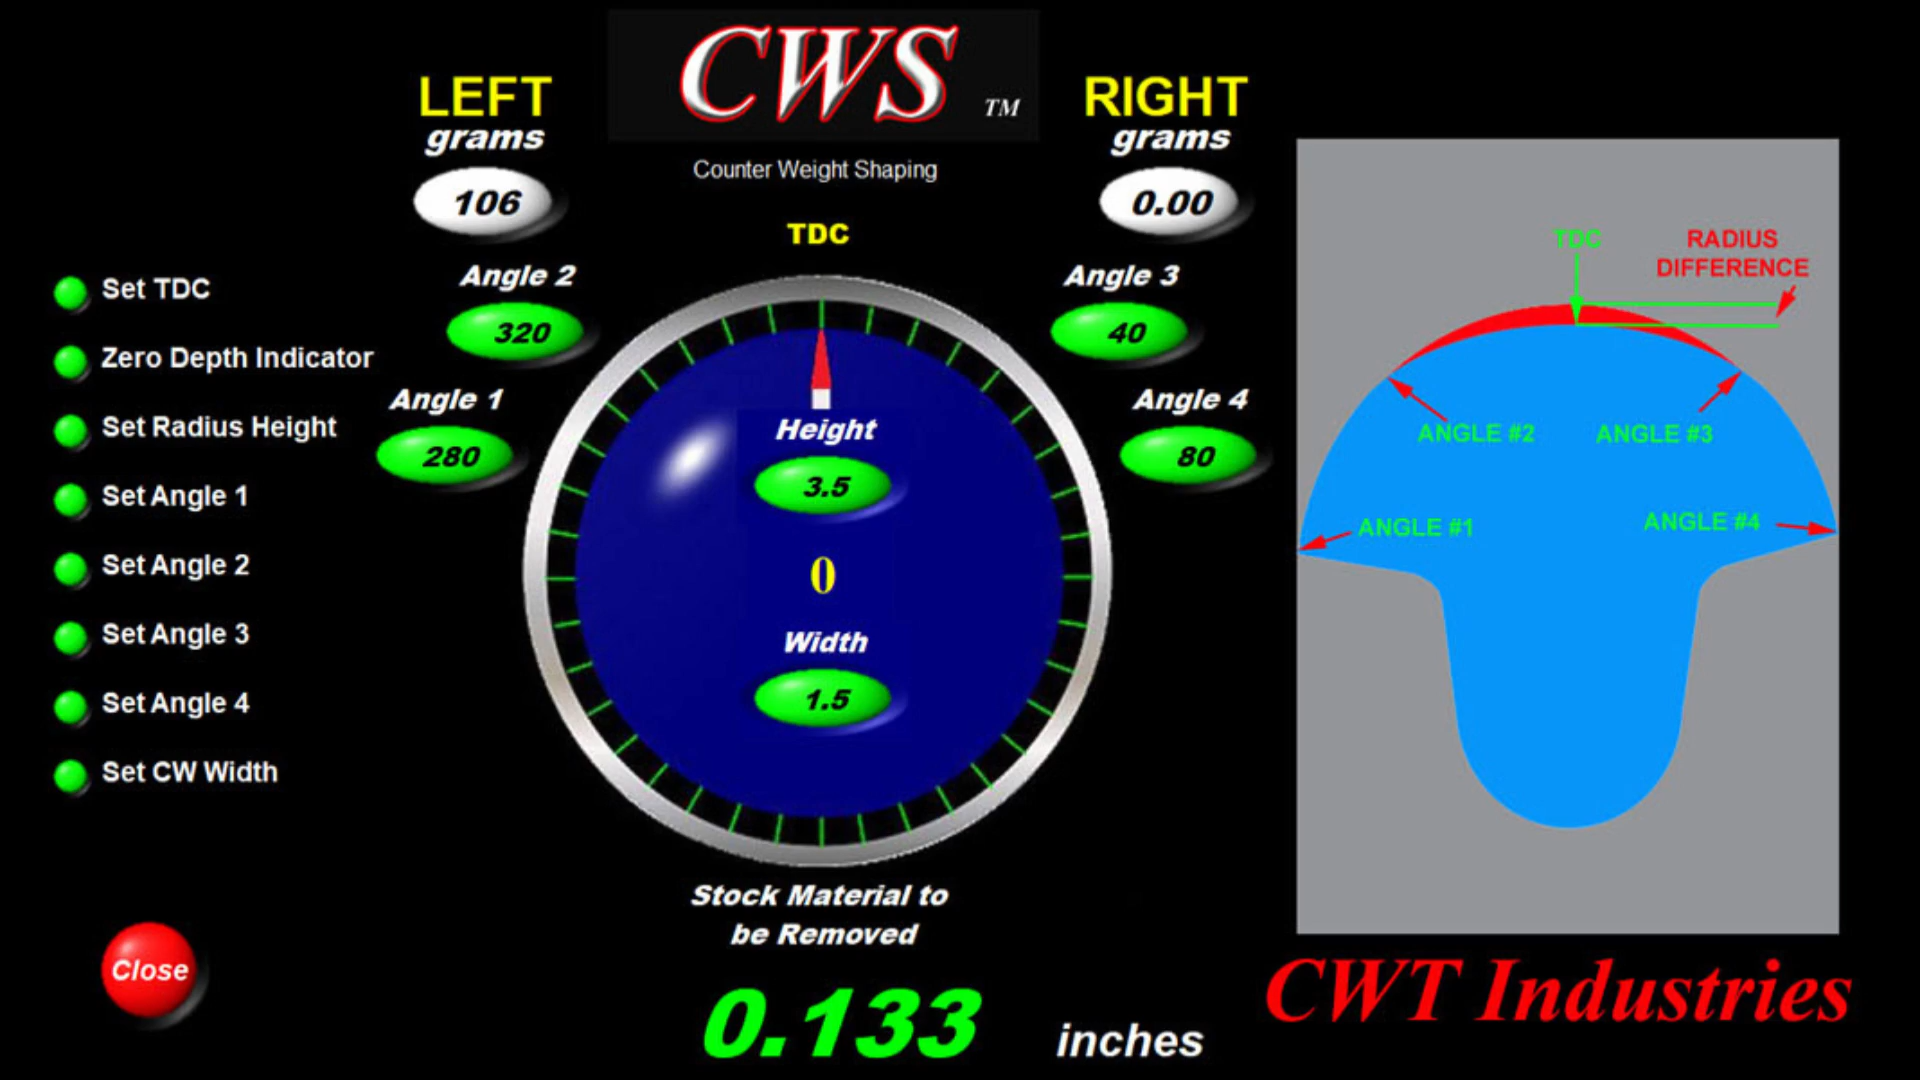 CWS
TM
Counter Weight Shaping
LEFT
grams
106
RIGHT
grams
0.00
TDC
Angle 2
320
Angle 3
40
Angle 1
280
Angle 4
80
Set TDC
Zero Depth Indicator
Set Radius Height
Set Angle 1
Set Angle 2
Set Angle 3
Set Angle 4
Set CW Width
Height
3.5
0
Width
1.5
Stock Material to
be Removed
0.133 inches
Close
TDC
RADIUS
DIFFERENCE
ANGLE #2
ANGLE #3
ANGLE #1
ANGLE #4
CWT Industries